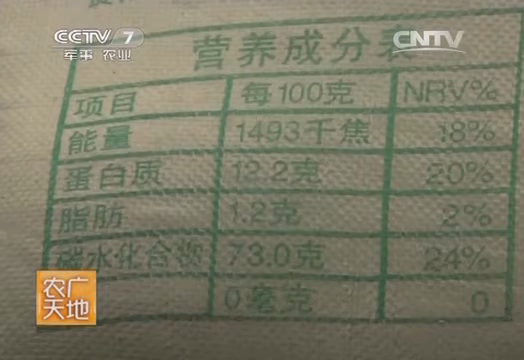 CCTV 7
军事 农业
CNTV
营养成分表
项目 每100克 NRV%
能量 1493千焦 18%
蛋白质 12.2克 20%
脂肪 1.2克 2%
碳水化合物 73.0克 24%
0毫克 0
农广
天地